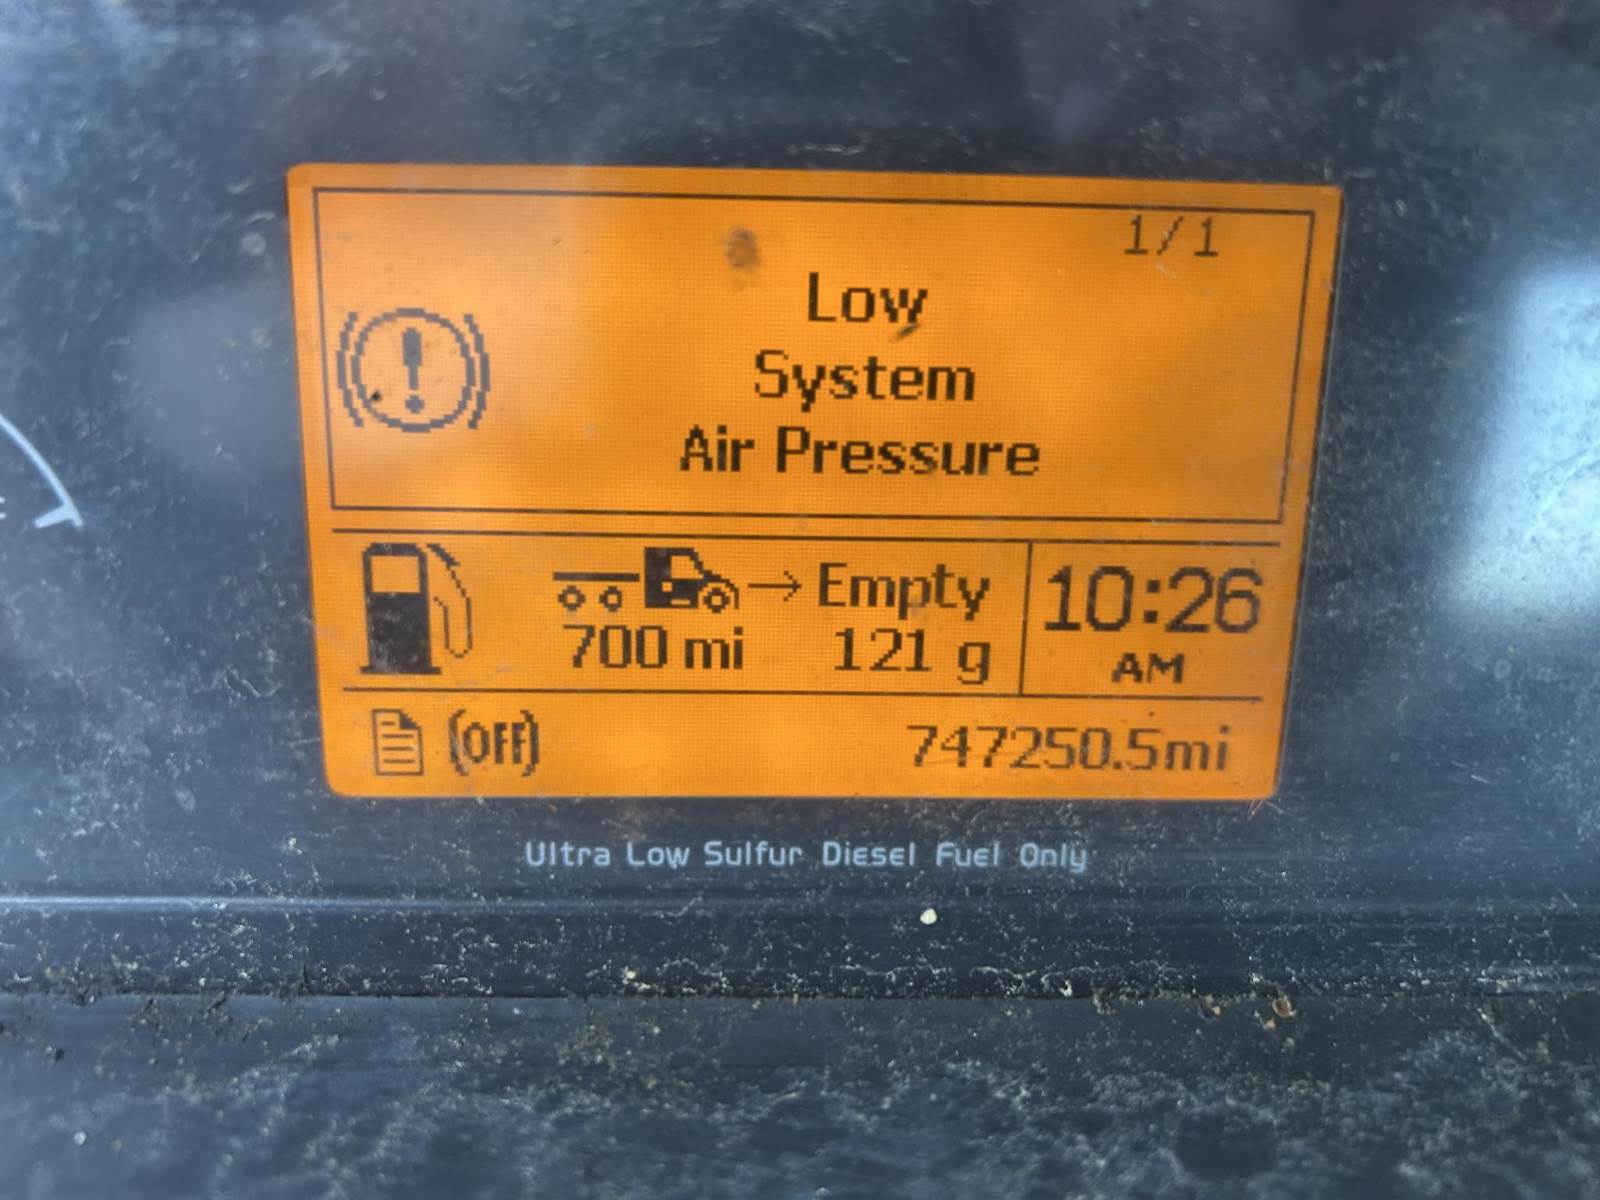 1/1
Low
System
Air Pressure
Empty
700 mi 121 g
10:26
AM
(OFF) 747250.5mi
Ultra Low Sulfur Diesel Fuel Only